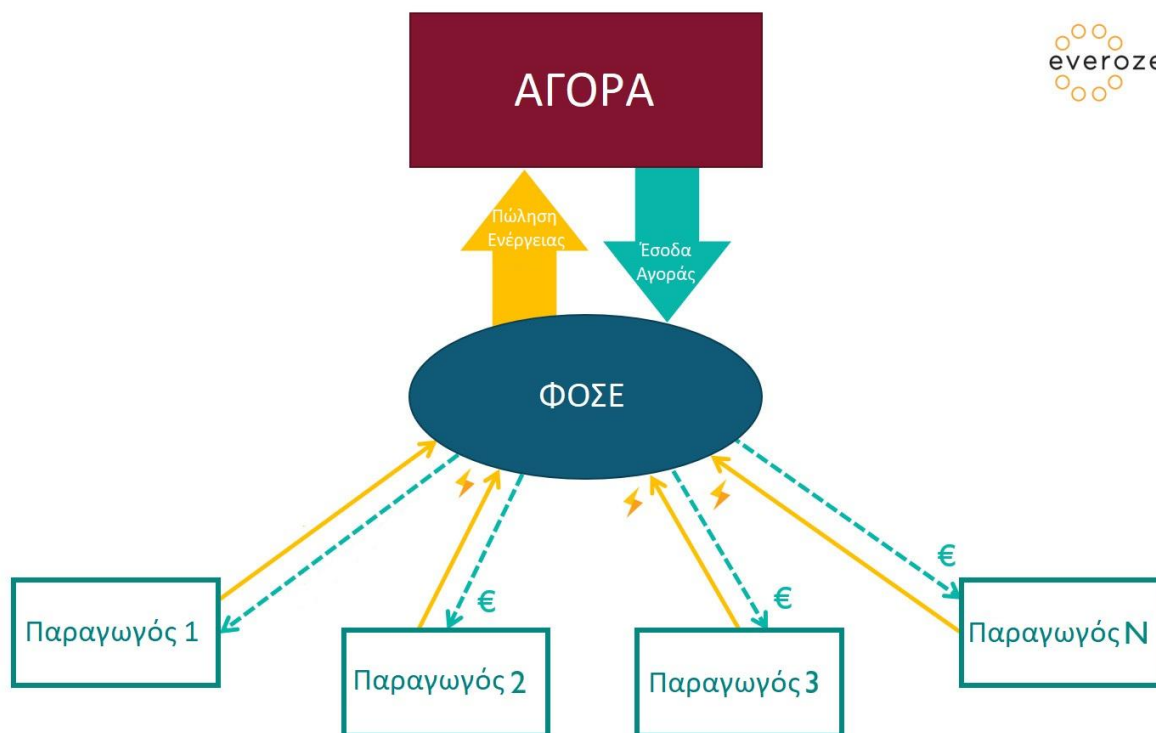 ΑΓΟΡΑ
everoze
Πώληση
Ενέργειας
Έσοδα
Αγοράς
ΦΟΣΕ
€
€
€
Παραγωγός 1
Παραγωγός 2
Παραγωγός 3
Παραγωγός N